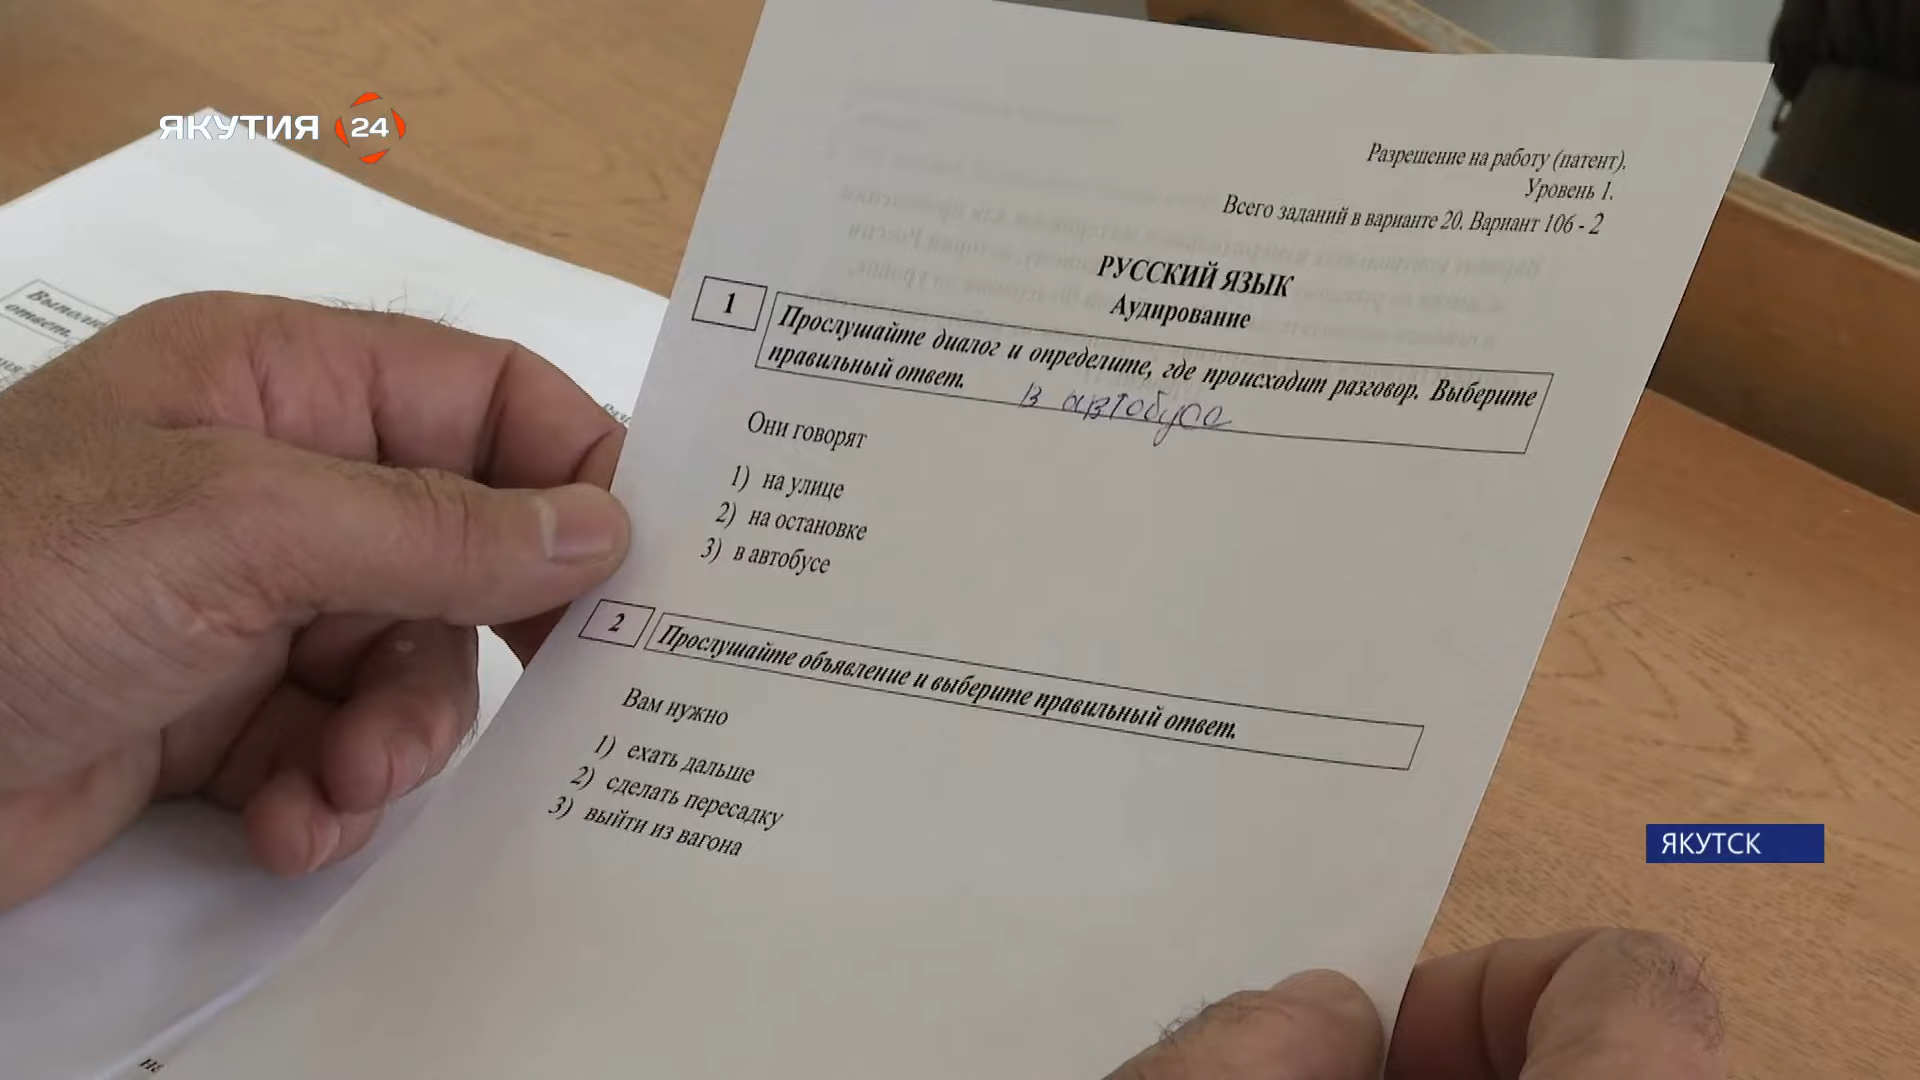 ЯКУТИЯ 24
Разрешение на работу (патент).
Уровень 1.
Всего заданий в варианте 20. Вариант 106 - 2
РУССКИЙ ЯЗЫК
Аудирование
1
Прослушайте диалог и определите, где происходит разговор. Выберите
правильный ответ. в автобусе
Они говорят
1) на улице
2) на остановке
3) в автобусе
2
Прослушайте объявление и выберите правильный ответ.
Вам нужно
1) ехать дальше
2) сделать пересадку
3) выйти из вагона
ответ.
ЯКУТСК